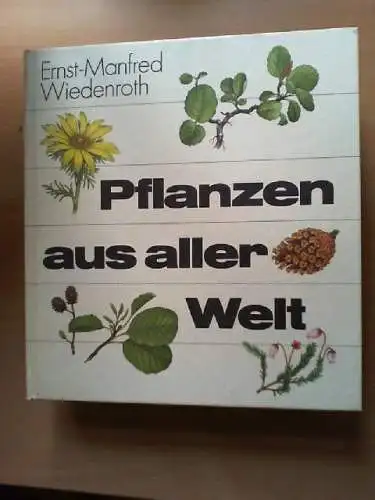 Ernst-Manfred
Wiedenroth
Pflanzen
aus aller
Welt